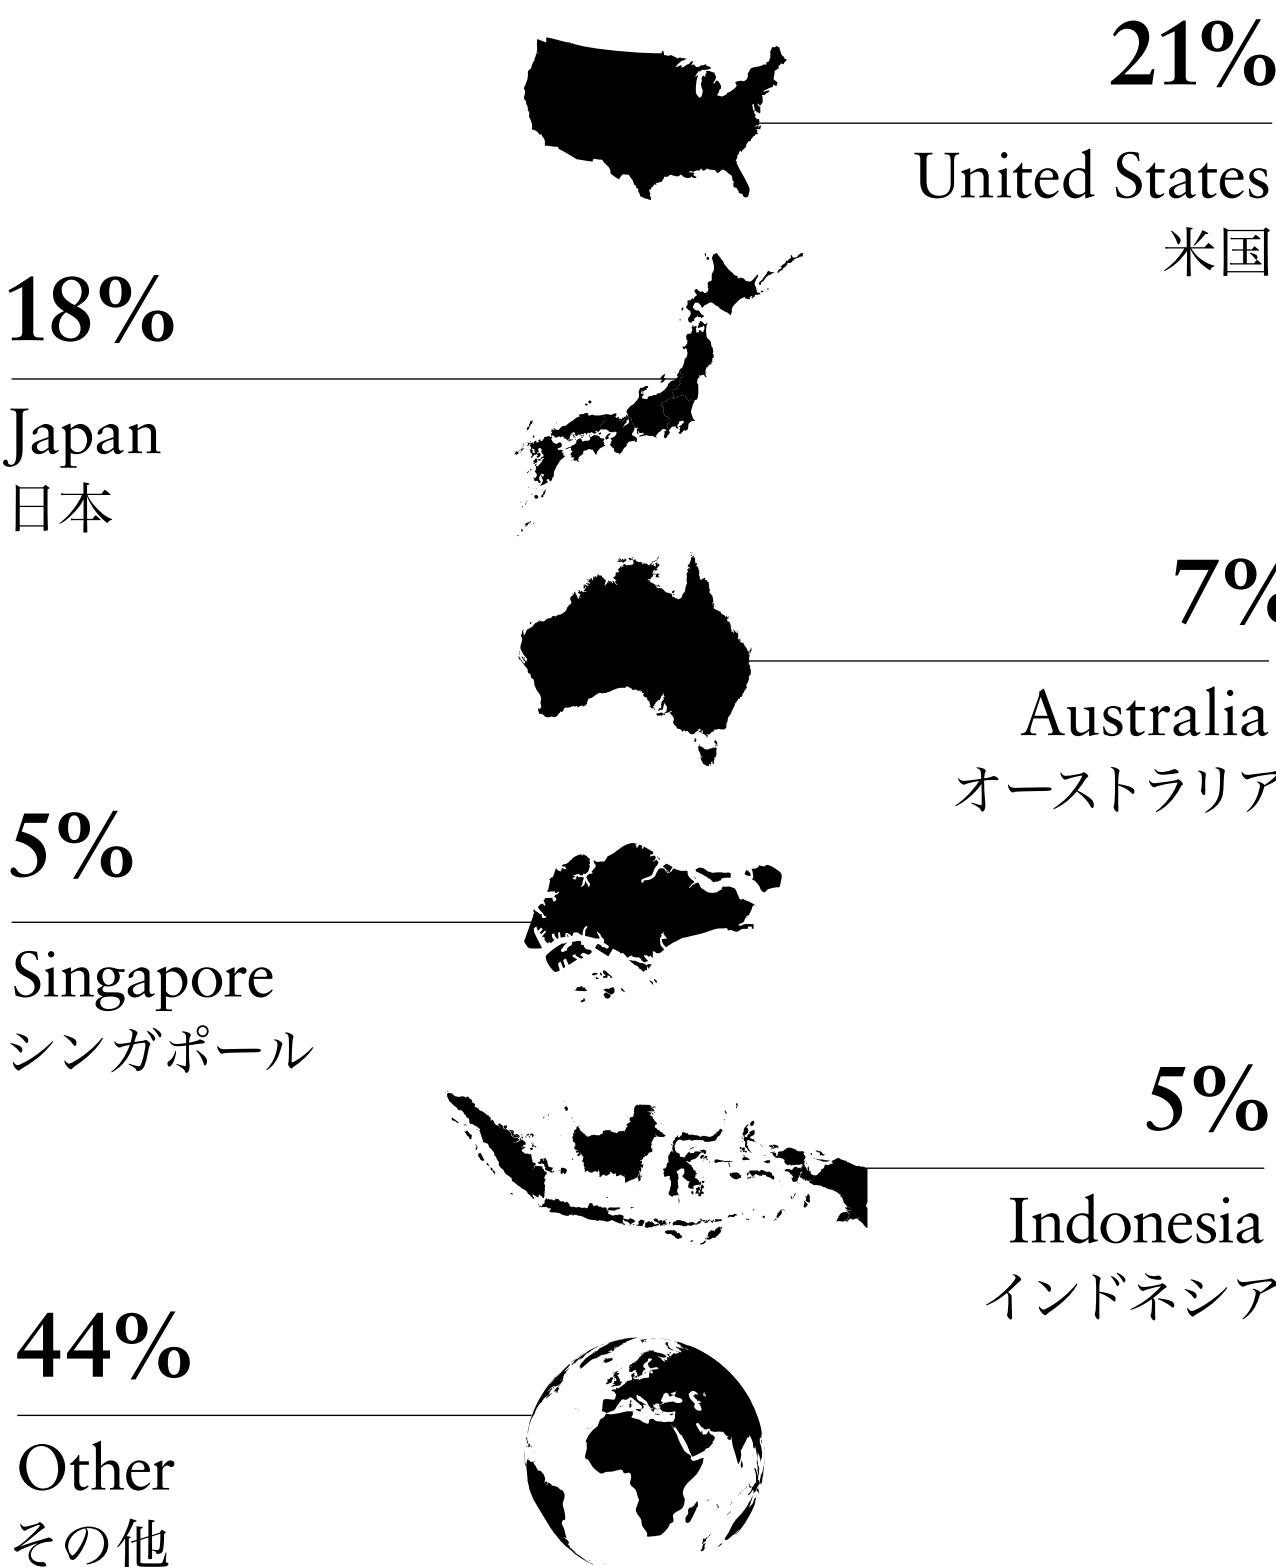 21%
United States
米国
18%
Japan
日本
7%
Australia
オーストラリア
5%
Singapore
シンガポール
5%
Indonesia
インドネシア
44%
Other
その他